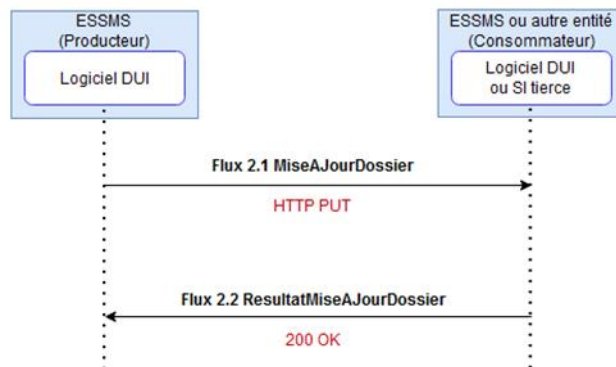 ESSMS
(Producteur)
Logiciel DUI
ESSMS ou autre entité
(Consommateur)
Logiciel DUI
ou SI tierce
Flux 2.1 MiseAJourDossier
HTTP PUT
Flux 2.2 ResultatMiseAJourDossier
200 OK